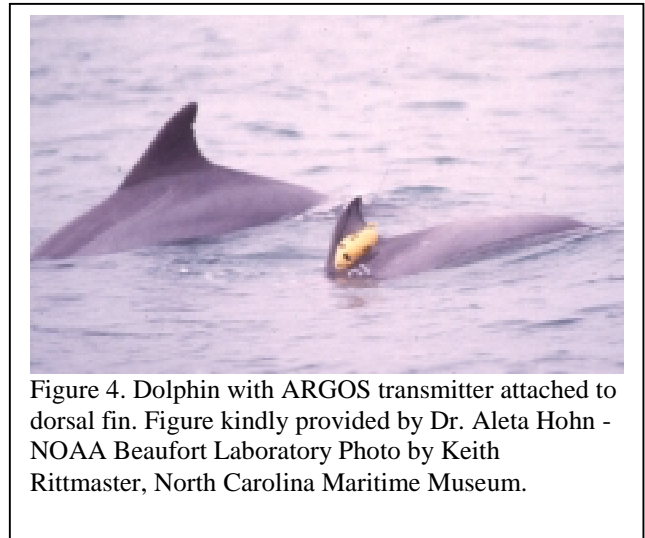 Figure 4. Dolphin with ARGOS transmitter attached to
dorsal fin. Figure kindly provided by Dr. Aleta Hohn -
NOAA Beaufort Laboratory Photo by Keith
Rittmaster, North Carolina Maritime Museum.